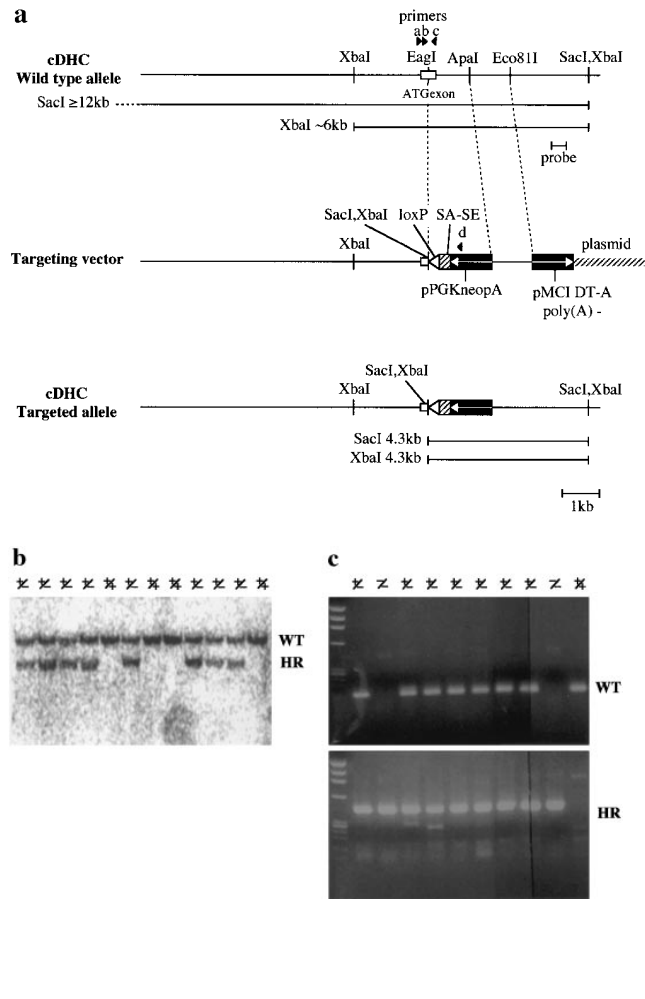 a
primers
ab c
cDHC
Wild type allele
XbaI EagI ApaI Eco81I SacI,XbaI
ATGexon
SacI ≥12kb
XbaI ~6kb
probe
SacI,XbaI loxP SA-SE
d
Targeting vector
XbaI
plasmid
pPGKneopA
pMCI DT-A
poly(A) -
SacI,XbaI
cDHC
Targeted allele
XbaI
SacI,XbaI
SacI 4.3kb
XbaI 4.3kb
1kb
b
WT
HR
c
WT
HR